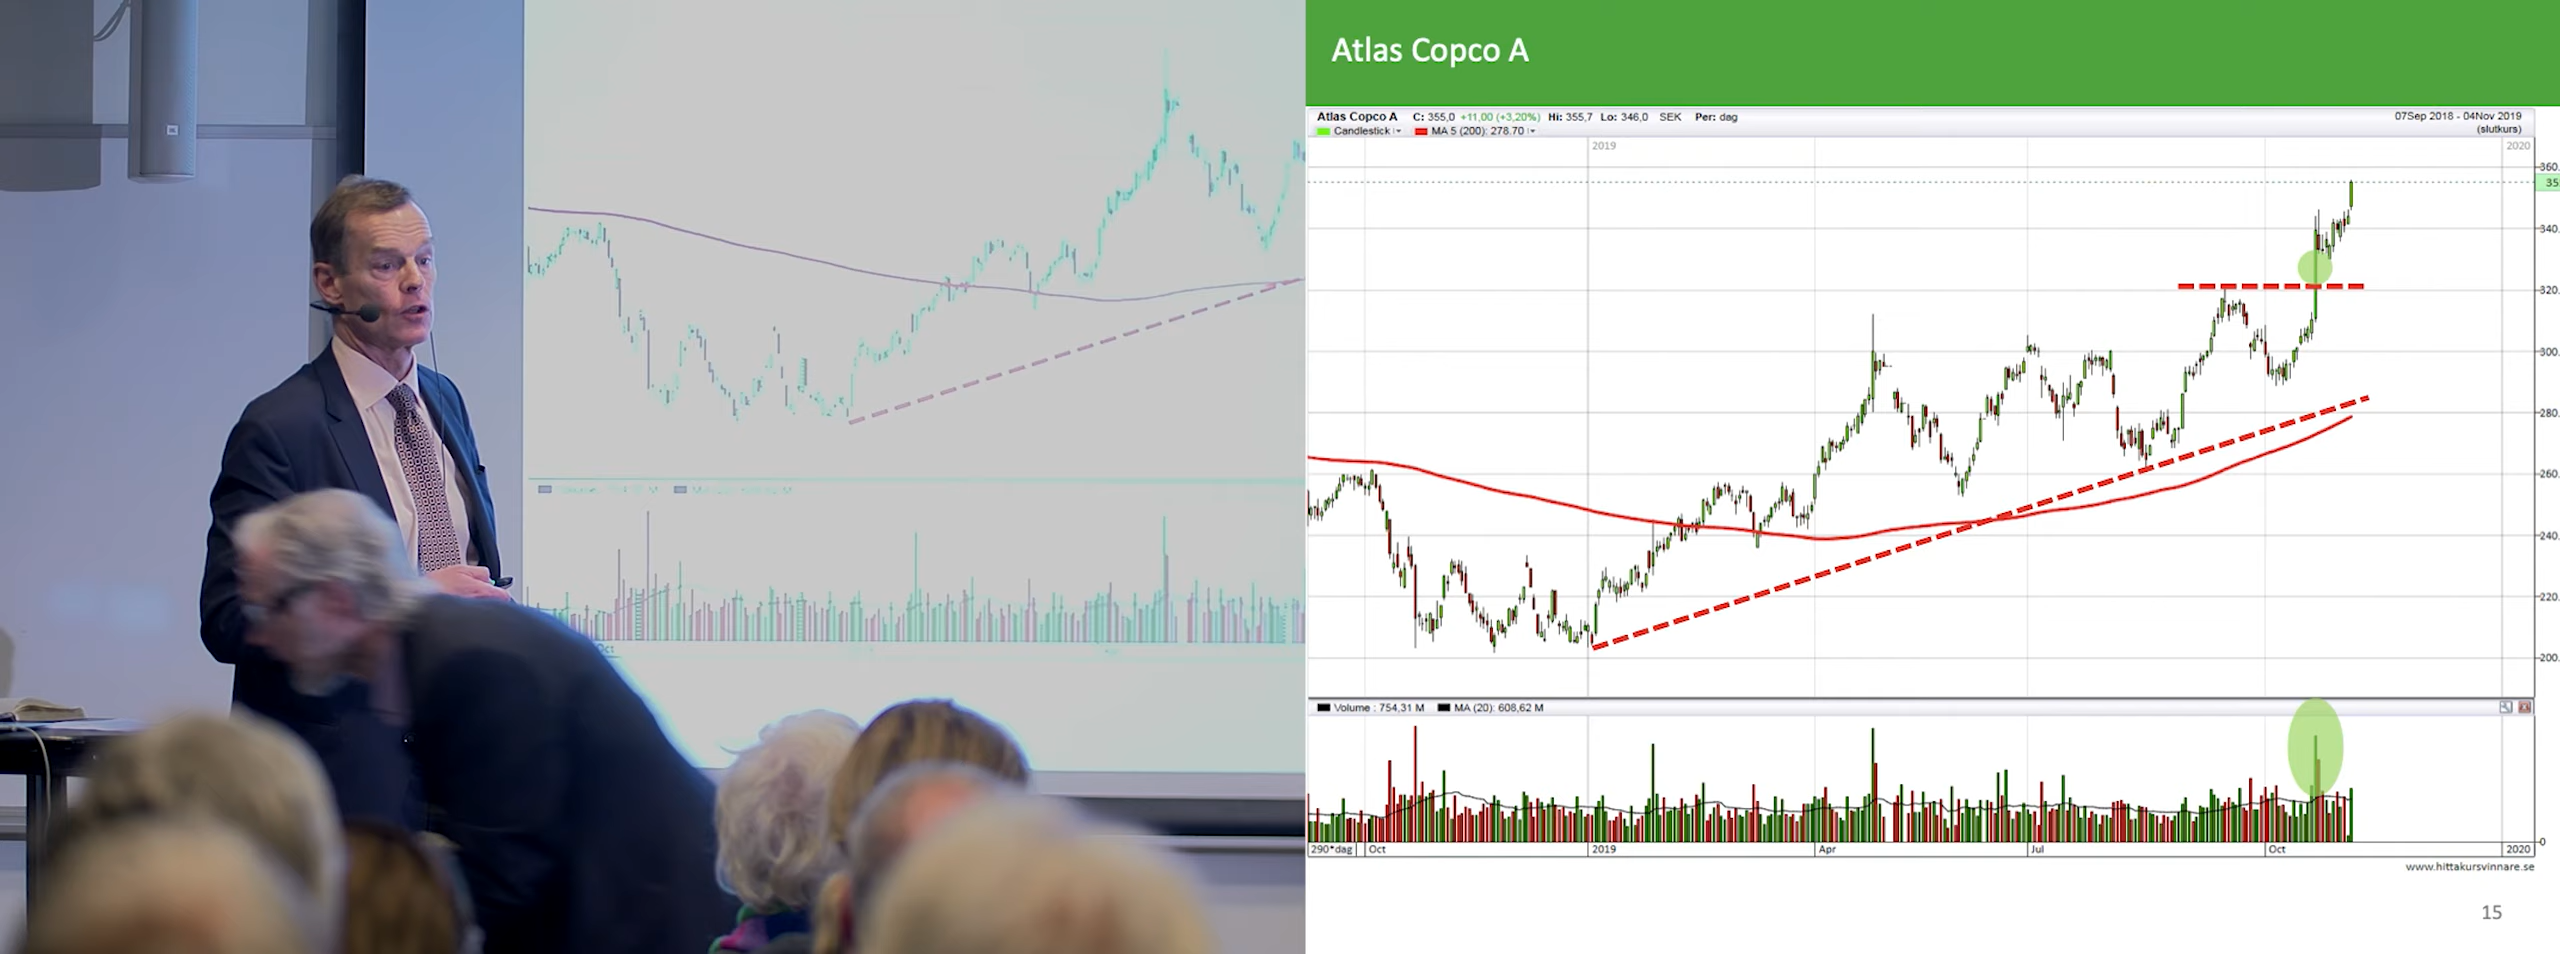 Atlas Copco A
Atlas Copco A C: 355,0 +11,00 (+3,20%) Hi: 355,7 Lo: 346,0 SEK Per: dag
07Sep 2018 - 04Nov 2019
Candlestick MA 5 (200): 278.70
(slutkurs)
2019 2020
360
35
340
320
300
280
260
240
220
200
Volume : 754,31 M MA (20): 608,62 M
0
290*dag Oct 2019 Apr Jul Oct 2020
www.hittakursvinnare.se
15
JBL
Oct